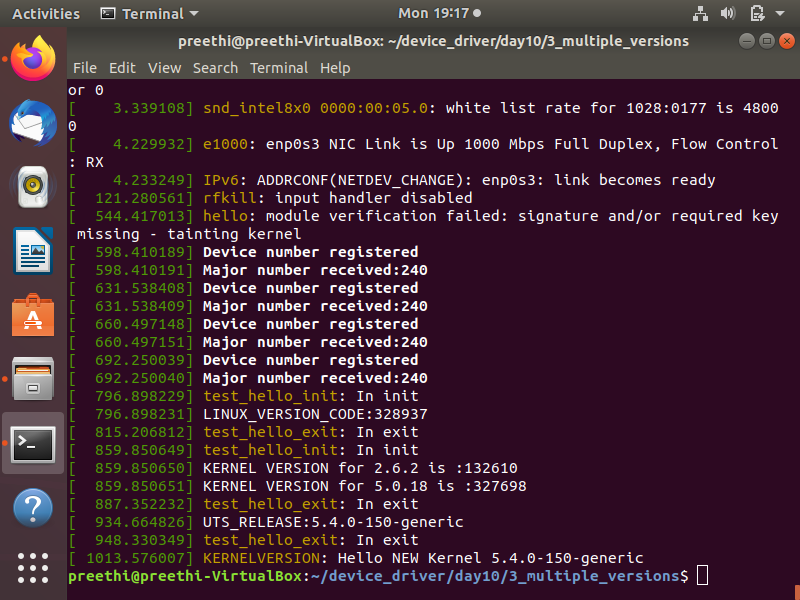 Activities Terminal Mon 19:17
preethi@preethi-VirtualBox: ~/device_driver/day10/3_multiple_versions
File Edit View Search Terminal Help
or 0
[    3.339108] snd_intel8x0 0000:00:05.0: white list rate for 1028:0177 is 4800
0
[    4.229932] e1000: enp0s3 NIC Link is Up 1000 Mbps Full Duplex, Flow Control
: RX
[    4.233249] IPv6: ADDRCONF(NETDEV_CHANGE): enp0s3: link becomes ready
[  121.280561] rfkill: input handler disabled
[  544.417013] hello: module verification failed: signature and/or required key
 missing - tainting kernel
[  598.410189] Device number registered
[  598.410191] Major number received:240
[  631.538408] Device number registered
[  631.538409] Major number received:240
[  660.497148] Device number registered
[  660.497151] Major number received:240
[  692.250039] Device number registered
[  692.250040] Major number received:240
[  796.898229] test_hello_init: In init
[  796.898231] LINUX_VERSION_CODE:328937
[  815.206812] test_hello_exit: In exit
[  859.850649] test_hello_init: In init
[  859.850650] KERNEL VERSION for 2.6.2 is :132610
[  859.850651] KERNEL VERSION for 5.0.18 is :327698
[  887.352232] test_hello_exit: In exit
[  934.664826] UTS_RELEASE:5.4.0-150-generic
[  948.330349] test_hello_exit: In exit
[ 1013.576007] KERNELVERSION: Hello NEW Kernel 5.4.0-150-generic
preethi@preethi-VirtualBox:~/device_driver/day10/3_multiple_versions$